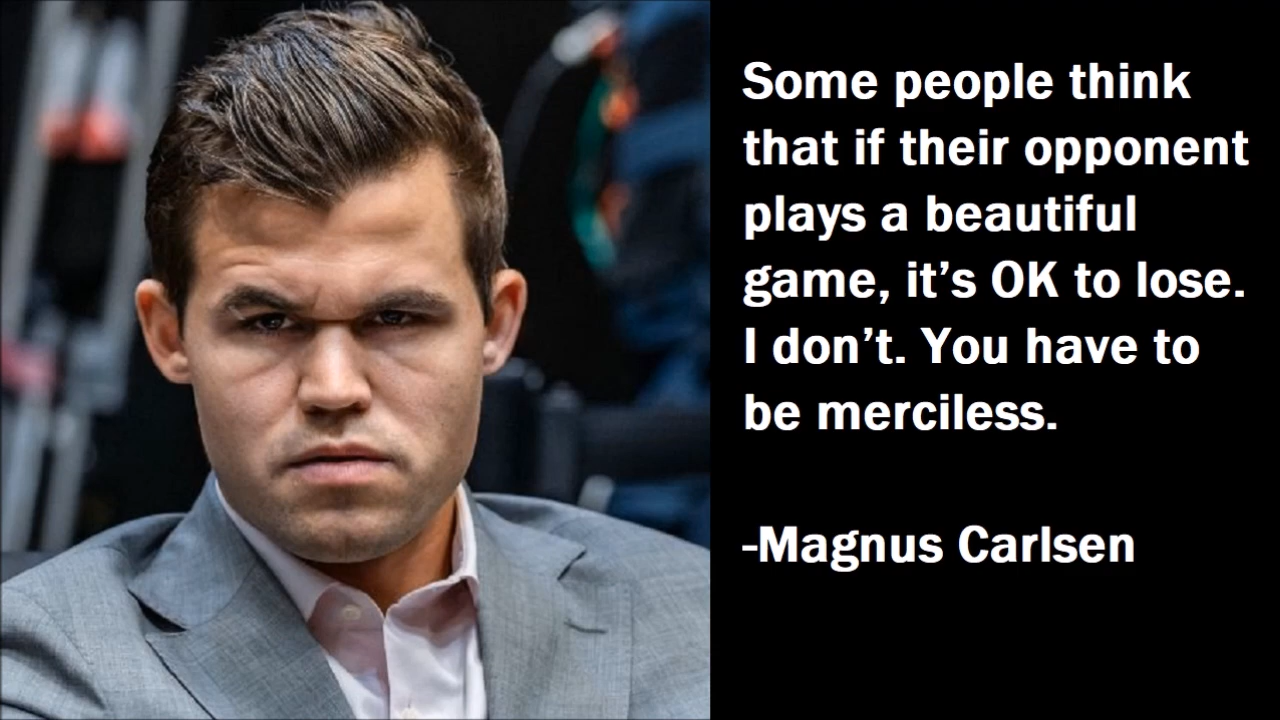 Some people think
that if their opponent
plays a beautiful
game, it’s OK to lose.
I don’t. You have to
be merciless.
-Magnus Carlsen